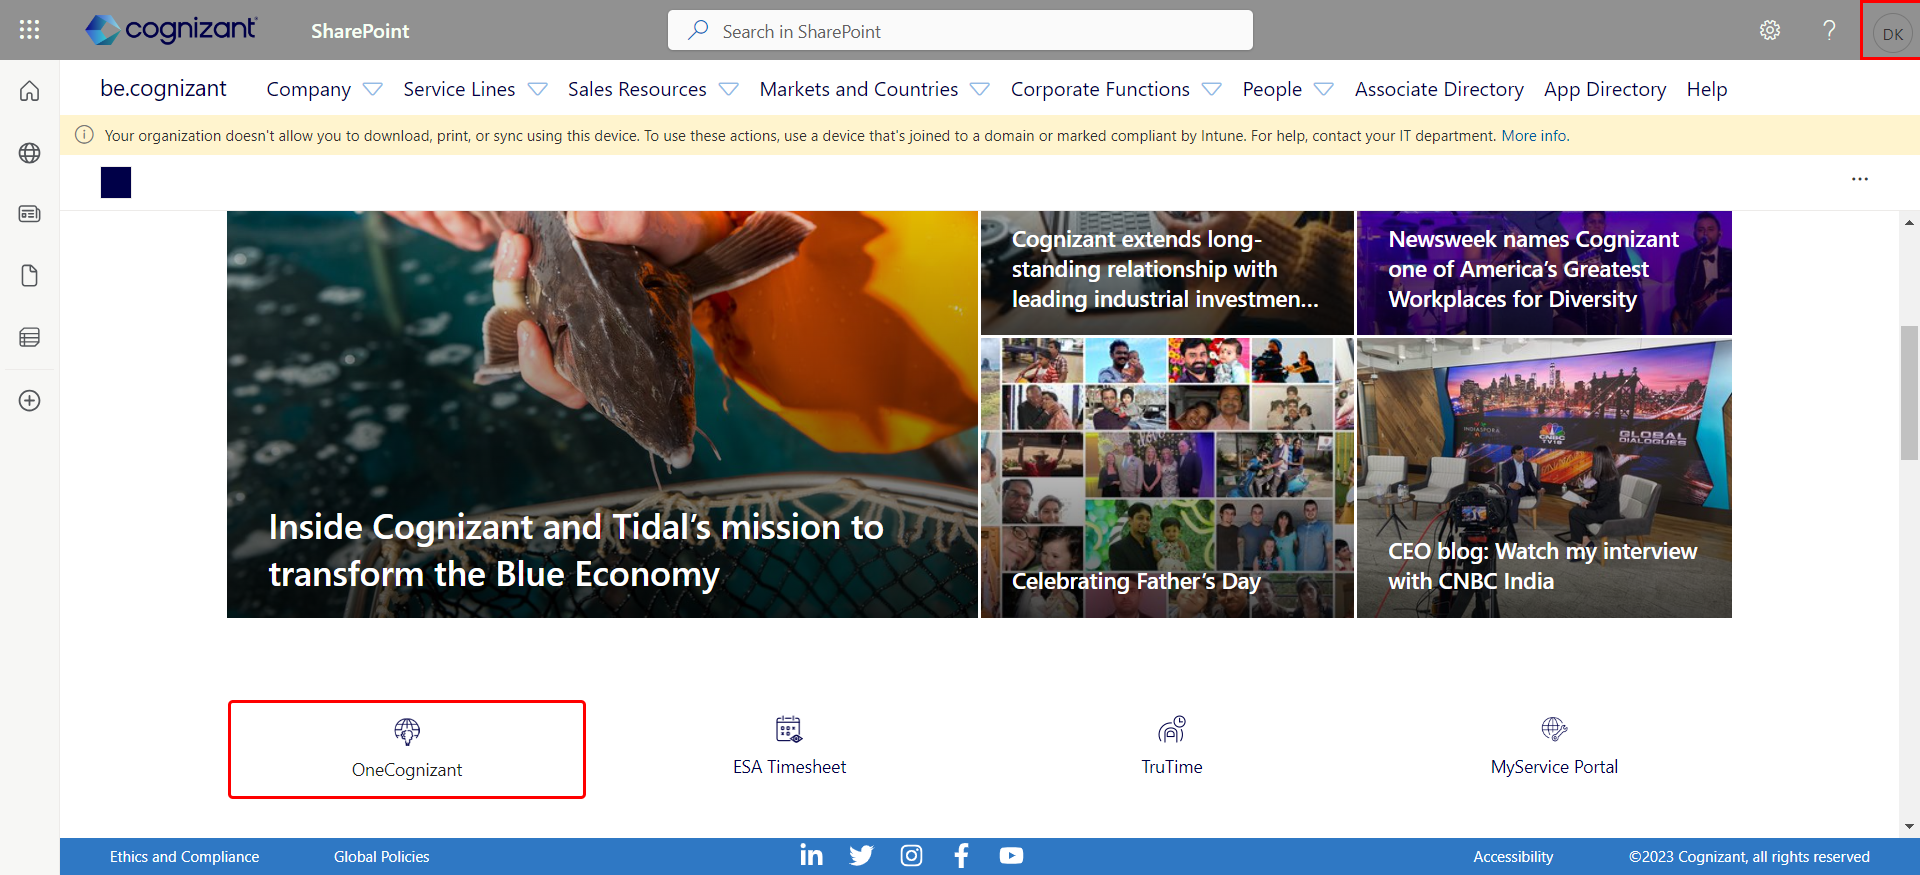 cognizant
SharePoint
Search in SharePoint
DK
be.cognizant
Company
Service Lines
Sales Resources
Markets and Countries
Corporate Functions
People
Associate Directory
App Directory
Help
Your organization doesn't allow you to download, print, or sync using this device. To use these actions, use a device that's joined to a domain or marked compliant by Intune. For help, contact your IT department. More info.
Cognizant extends long-
standing relationship with
leading industrial investmen...
Newsweek names Cognizant
one of America’s Greatest
Workplaces for Diversity
Inside Cognizant and Tidal’s mission to
transform the Blue Economy
Celebrating Father’s Day
INDIASPORA
CNBC
TV18
GLOBAL
DIALOGUES
CEO blog: Watch my interview
with CNBC India
OneCognizant
ESA Timesheet
TruTime
MyService Portal
Ethics and Compliance
Global Policies
Accessibility
©2023 Cognizant, all rights reserved